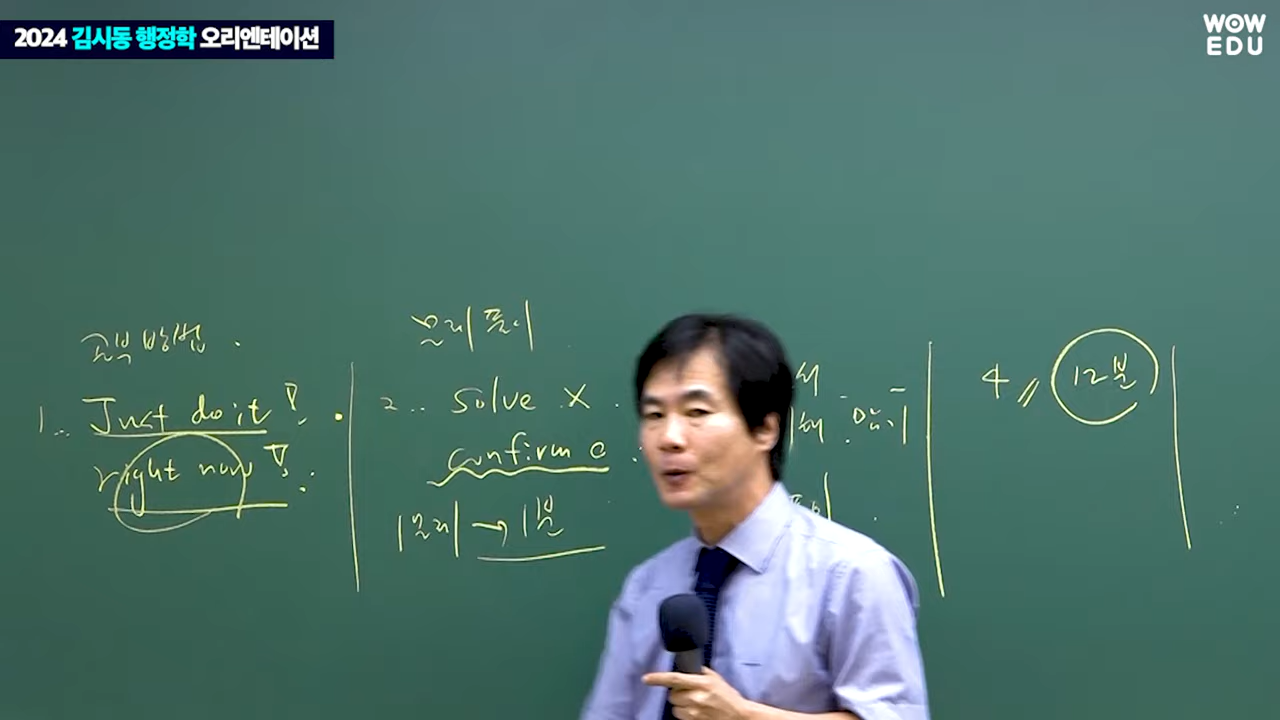 2024 김시동 행정학 오리엔테이션
WOW
EDU
공부 방법.
1.. Just do it!
right now!
문제풀이
2.. solve X
confirm o
1문제 → 1분
4
12분